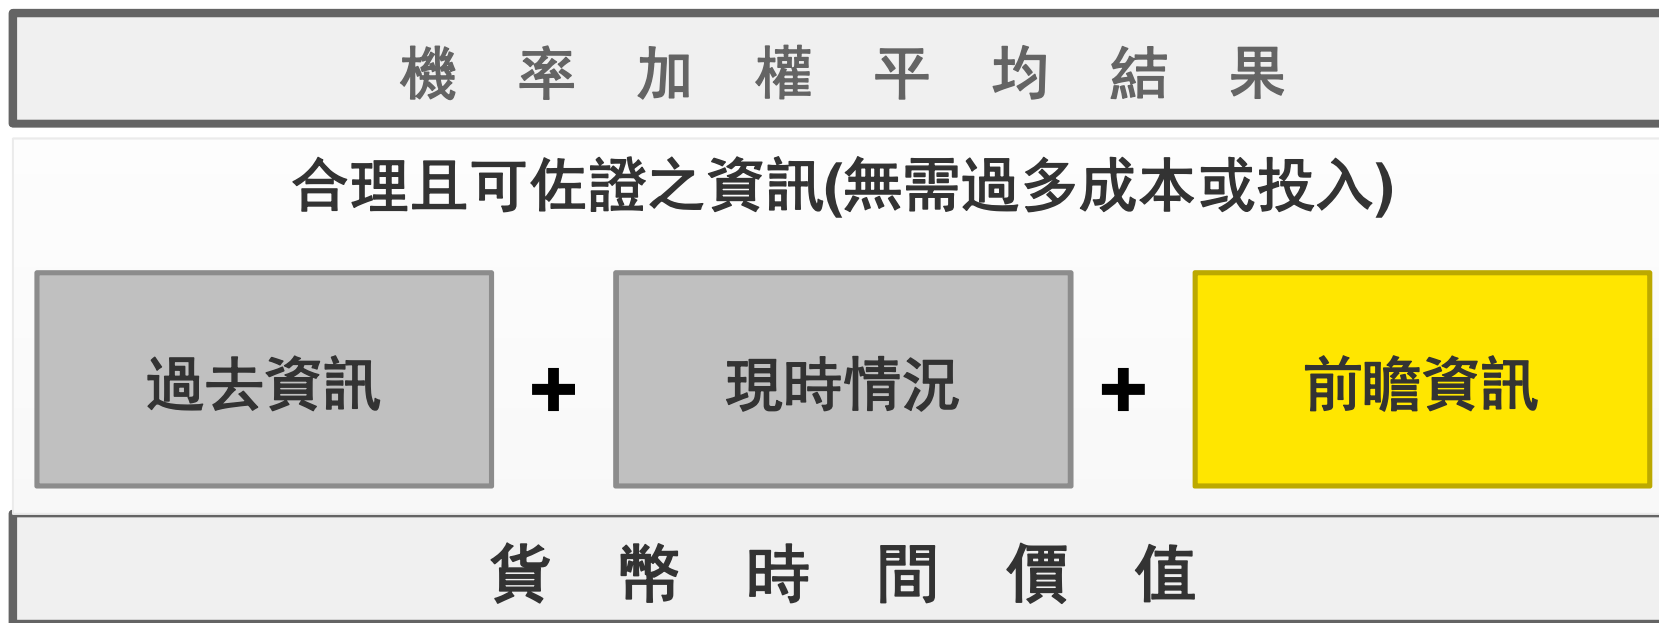 機率加權平均結果
合理且可佐證之資訊(無需過多成本或投入)
過去資訊 + 現時情況 + 前瞻資訊
貨幣時間價值